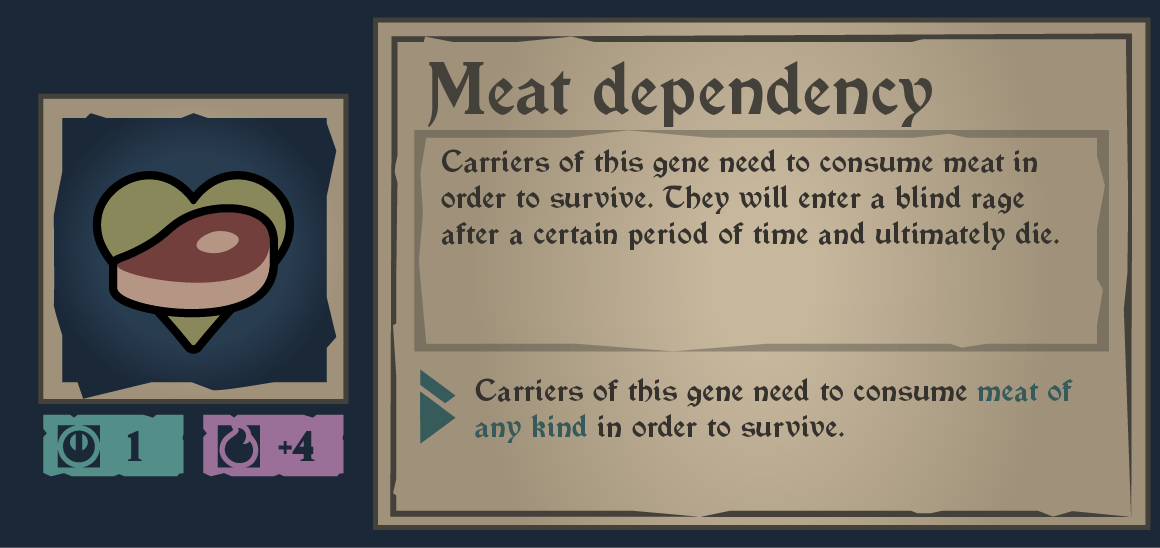 Meat dependency
Carriers of this gene need to consume meat in
order to survive. They will enter a blind rage
after a certain period of time and ultimately die.
Carriers of this gene need to consume meat of
any kind in order to survive.
1
+4